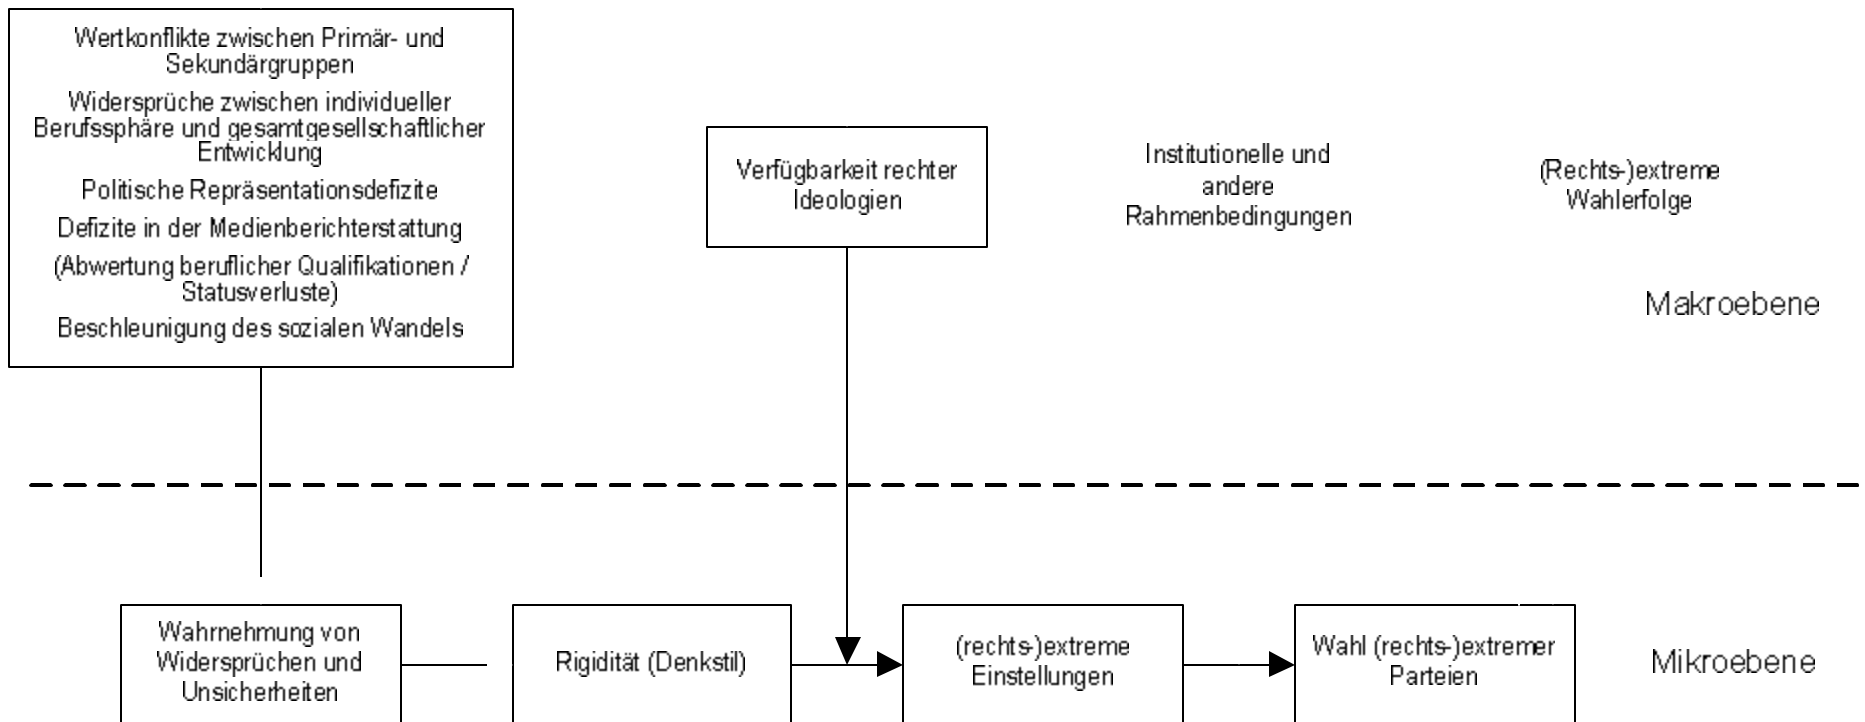 Wertkonflikte zwischen Primär- und
Sekundärgruppen
Widersprüche zwischen individueller
Berufssphäre und gesamtgesellschaftlicher
Entwicklung
Politische Repräsentationsdefizite
Defizite in der Medienberichterstattung
(Abwertung beruflicher Qualifikationen /
Statusverluste)
Beschleunigung des sozialen Wandels
Verfügbarkeit rechter
Ideologien
Institutionelle und
andere
Rahmenbedingungen
(Rechts-)extreme
Wahlerfolge
Makroebene
Wahrnehmung von
Widersprüchen und
Unsicherheiten
Rigidität (Denkstil)
(rechts-)extreme
Einstellungen
Wahl (rechts-)extremer
Parteien
Mikroebene